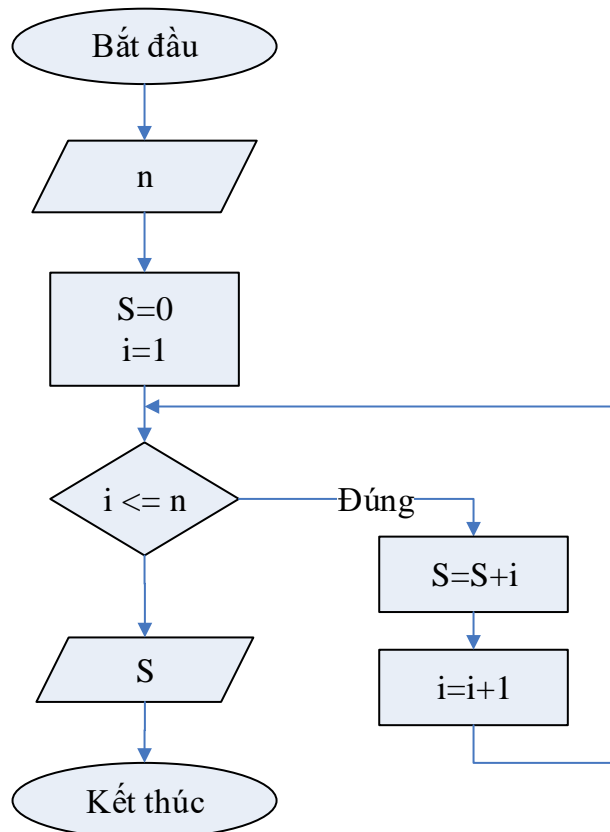 Bắt đầu
n
S=0
i=1
i <= n
Đúng
S=S+i
i=i+1
S
Kết thúc